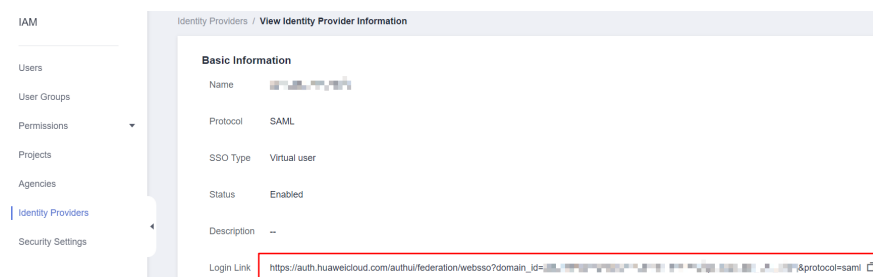 IAM
Identity Providers / View Identity Provider Information
Basic Information
Users
Name
User Groups
Permissions
Protocol SAML
Projects
SSO Type Virtual user
Agencies
Status Enabled
Identity Providers
Description --
Security Settings
Login Link https://auth.huaweicloud.com/authui/federation/websso?domain_id= &protocol=saml